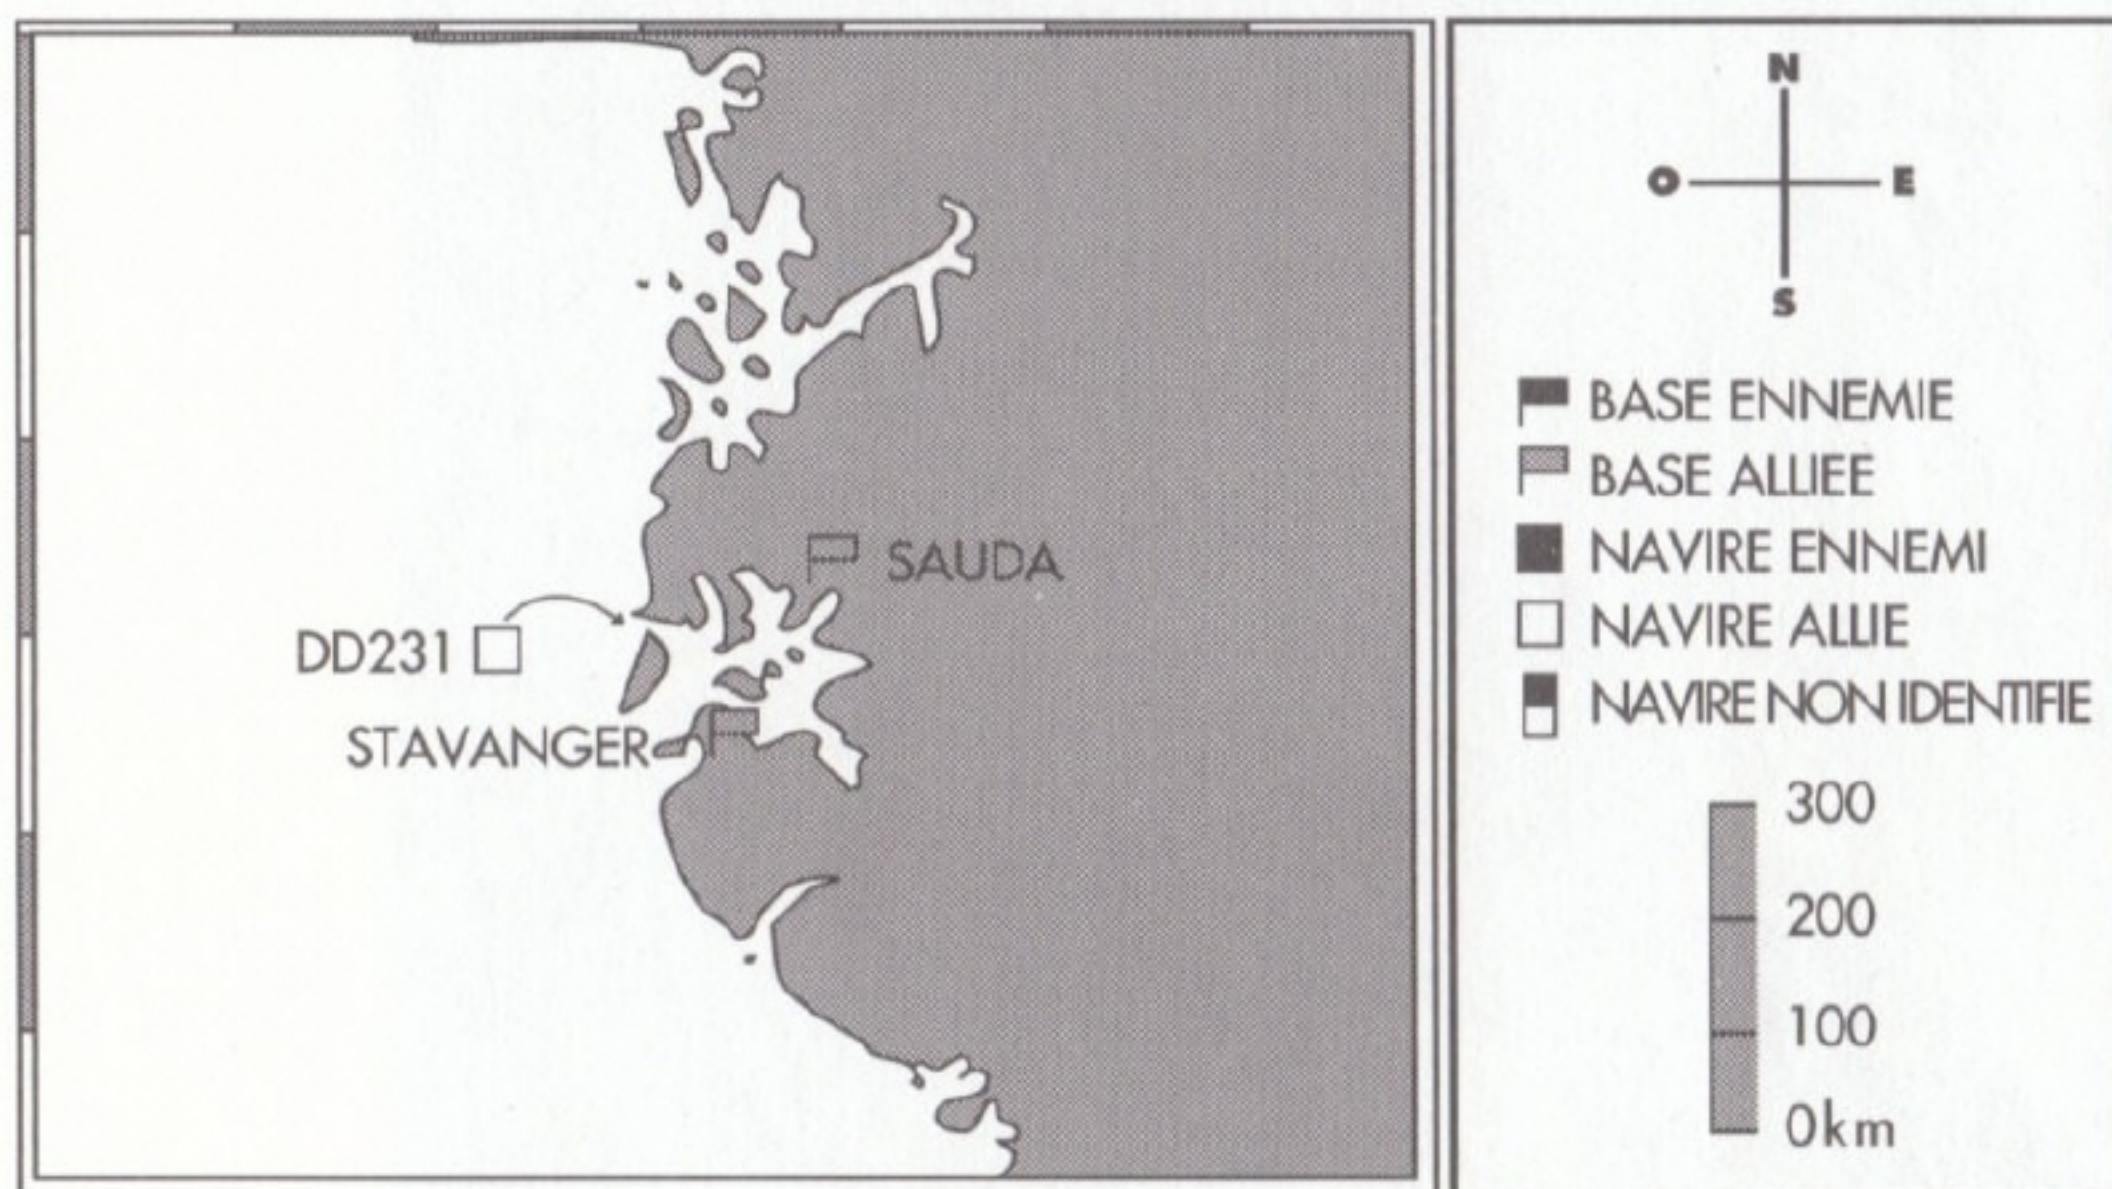 SAUDA
DD231
STAVANGER
N
O E
S
BASE ENNEMIE
BASE ALLIEE
NAVIRE ENNEMI
NAVIRE ALLIE
NAVIRE NON IDENTIFIE
300
200
100
0km